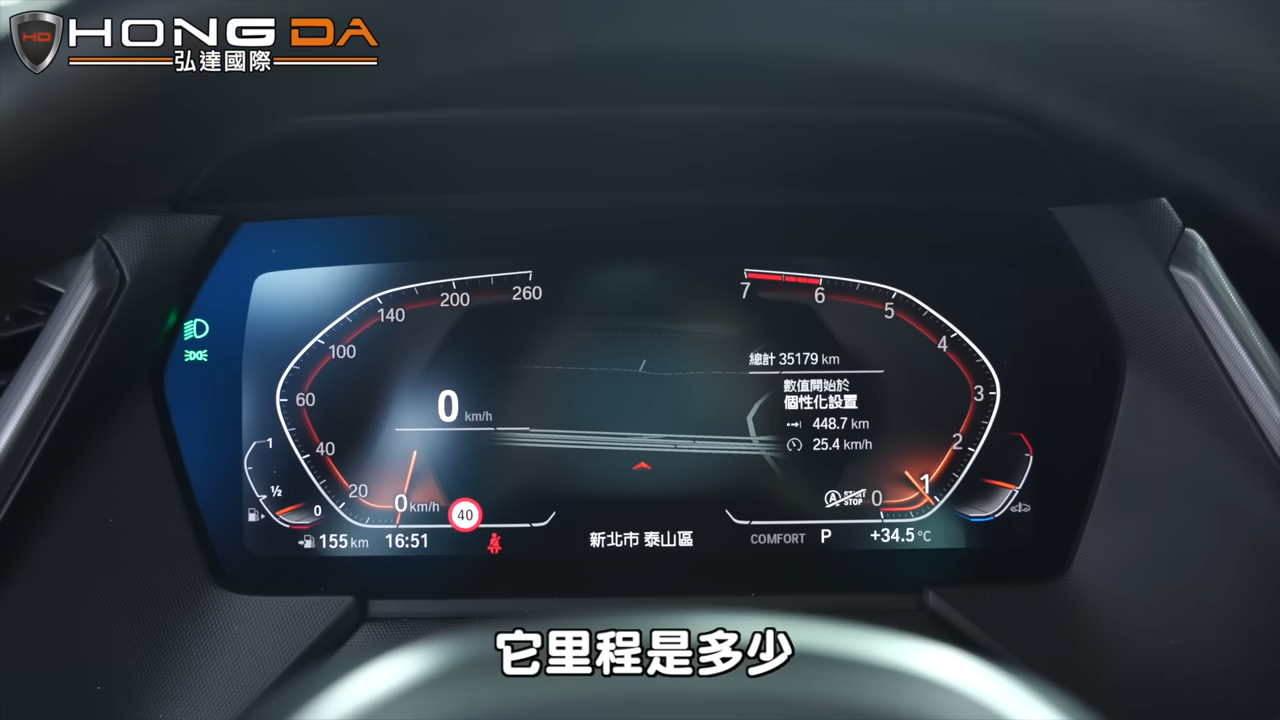 HD HONG DA
弘達國際
260
200
140
100
60
40
20
0 km/h
0 km/h
1
½
0
155 km
16:51
40
新北市 泰山區
7
6
5
4
3
2
1
0
總計 35179 km
數值開始於
個性化設置
448.7 km
25.4 km/h
A START STOP
COMFORT P +34.5 °C
它里程是多少